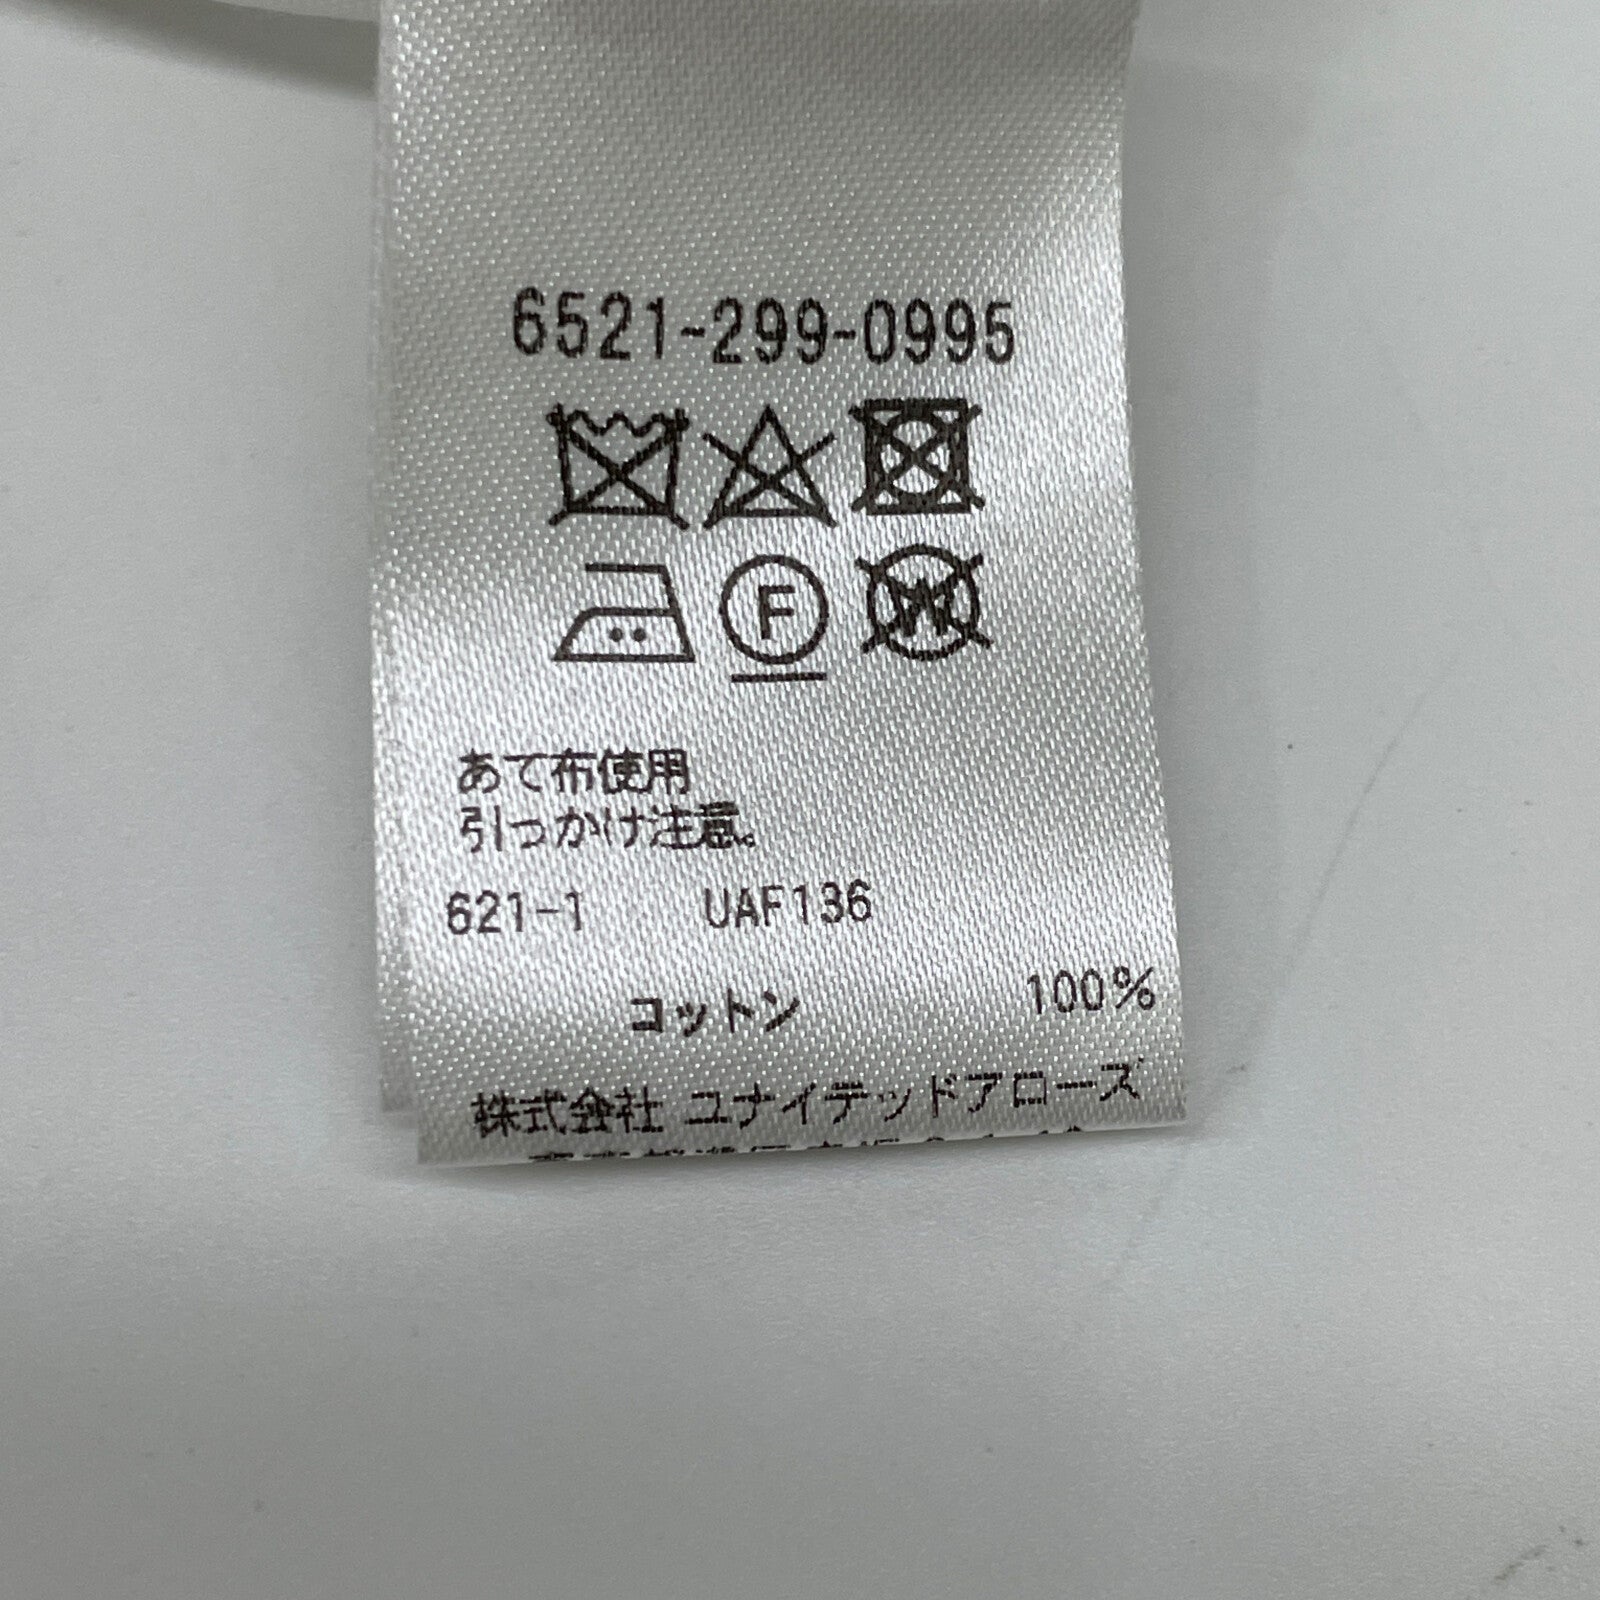 6521-299-0995
F
W
あて布使用
引っかけ注意。
621-1 UAF136
コットン 100%
株式会社 ユナイテッドアローズ